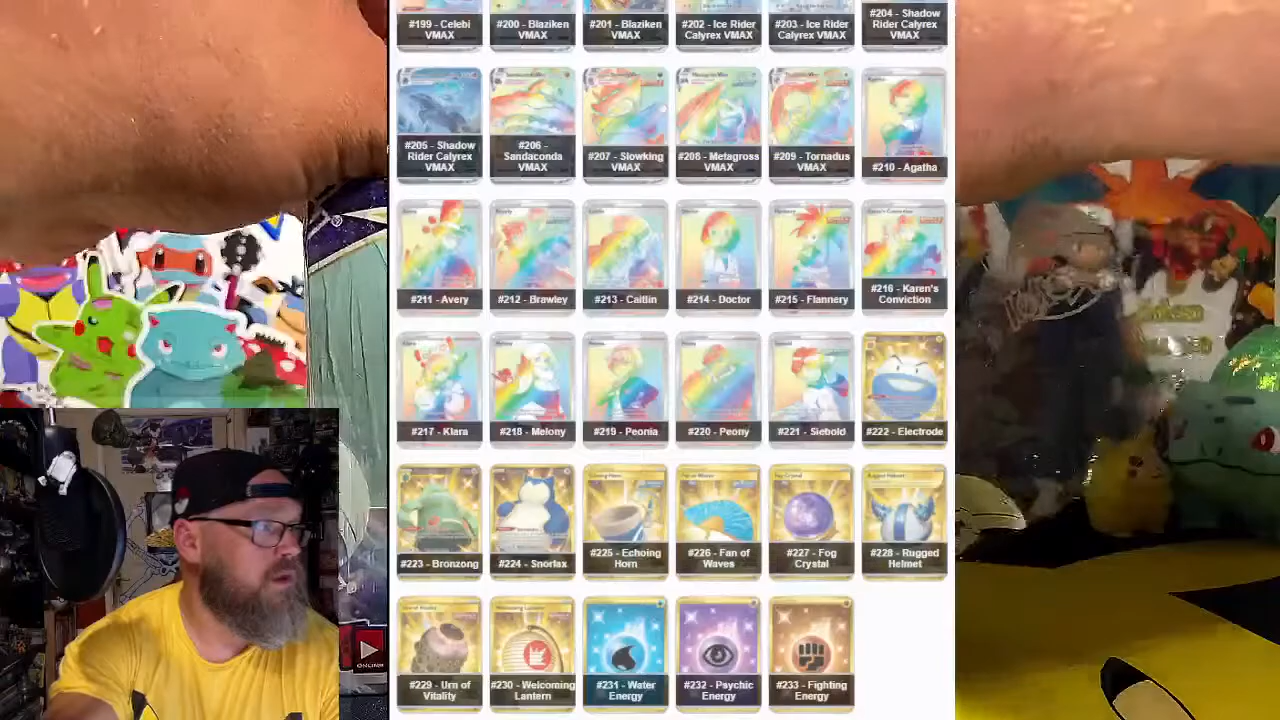 #199 - Celebi
VMAX
#200 - Blaziken
VMAX
#201 - Blaziken
VMAX
#202 - Ice Rider
Calyrex VMAX
#203 - Ice Rider
Calyrex VMAX
#204 - Shadow
Rider Calyrex
VMAX
#205 - Shadow
Rider Calyrex
VMAX
#206 -
Sandaconda
VMAX
#207 - Slowking
VMAX
#208 - Metagross
VMAX
#209 - Tornadus
VMAX
#210 - Agatha
#211 - Avery
#212 - Brawley
#213 - Caitlin
#214 - Doctor
#215 - Flannery
#216 - Karen's
Conviction
#217 - Klara
#218 - Melony
#219 - Peonia
#220 - Peony
#221 - Siebold
#222 - Electrode
#223 - Bronzong
#224 - Snorlax
#225 - Echoing
Horn
#226 - Fan of
Waves
#227 - Fog
Crystal
#228 - Rugged
Helmet
#229 - Urn of
Vitality
#230 - Welcoming
Lantern
#231 - Water
Energy
#232 - Psychic
Energy
#233 - Fighting
Energy